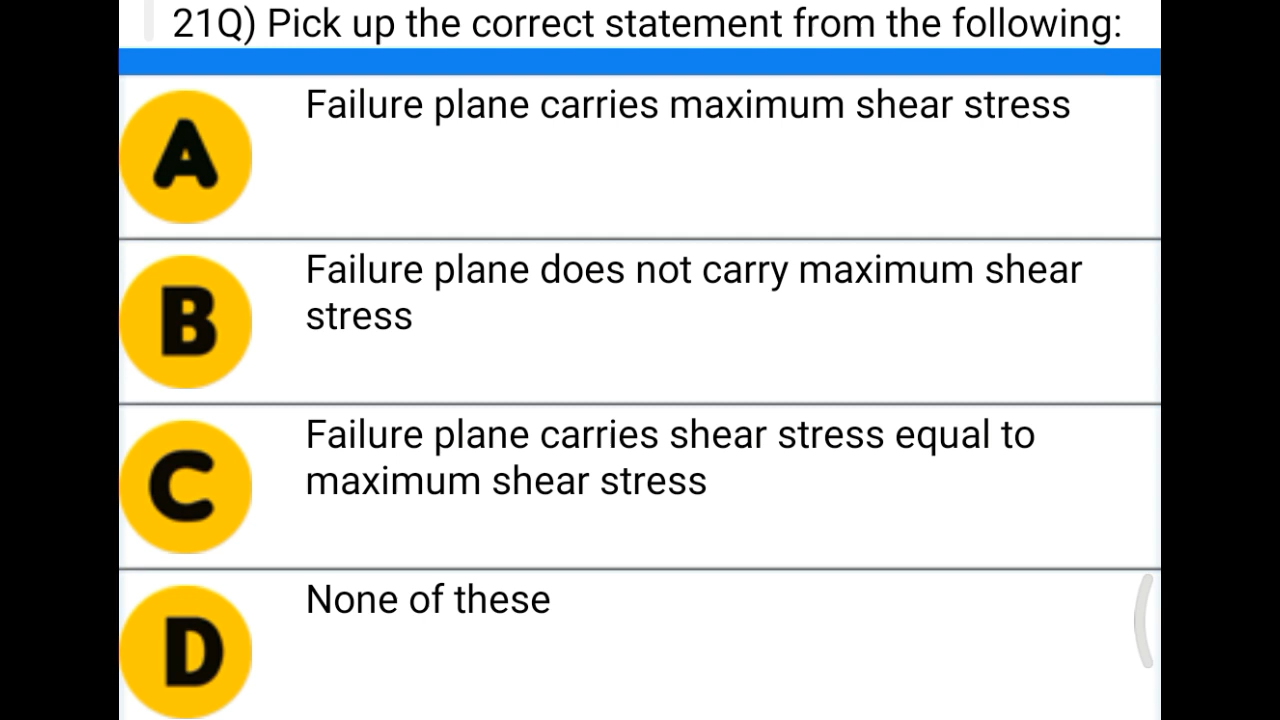 21Q) Pick up the correct statement from the following:
A
Failure plane carries maximum shear stress
B
Failure plane does not carry maximum shear
stress
C
Failure plane carries shear stress equal to
maximum shear stress
D
None of these